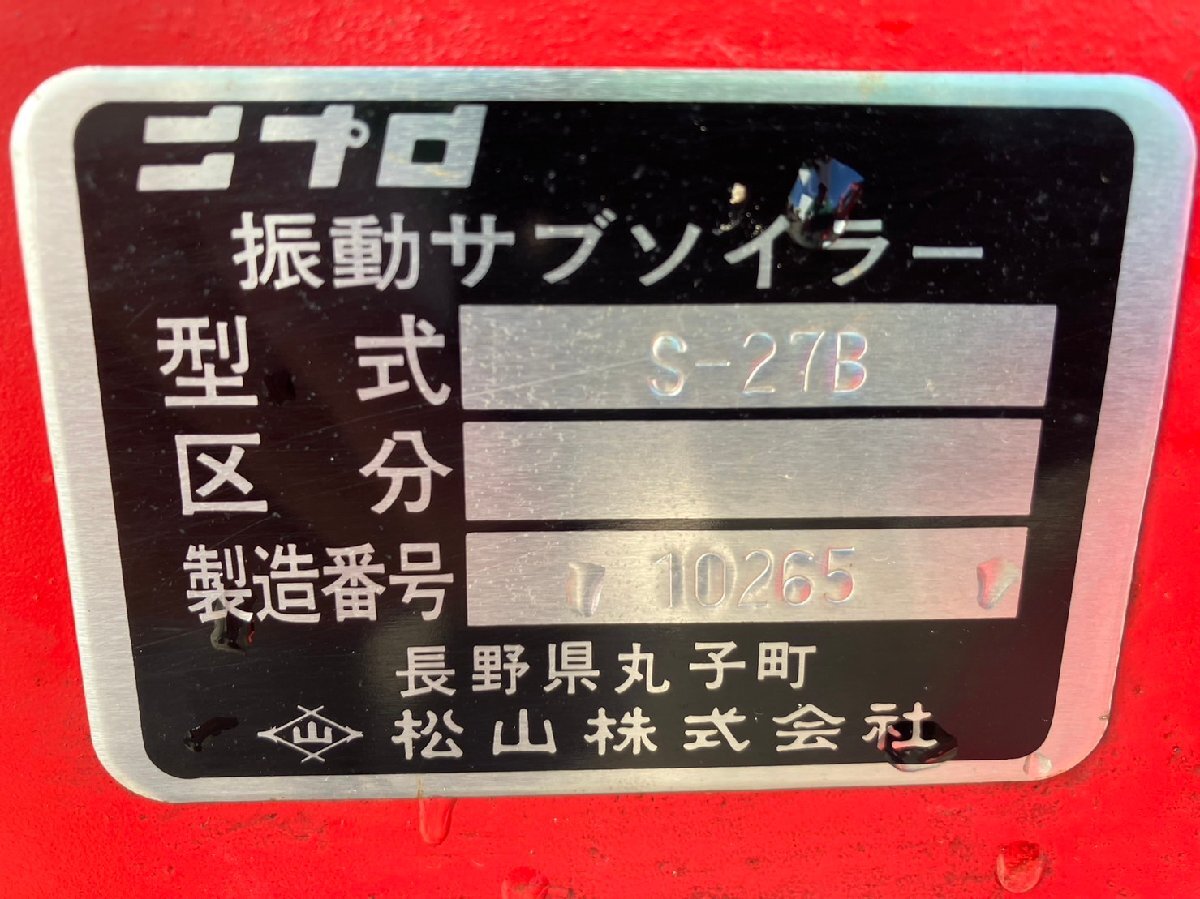 ニプロ
振動サブソイラー
型式 S-27B
区分
製造番号 10265
長野県丸子町
山 松山株式会社